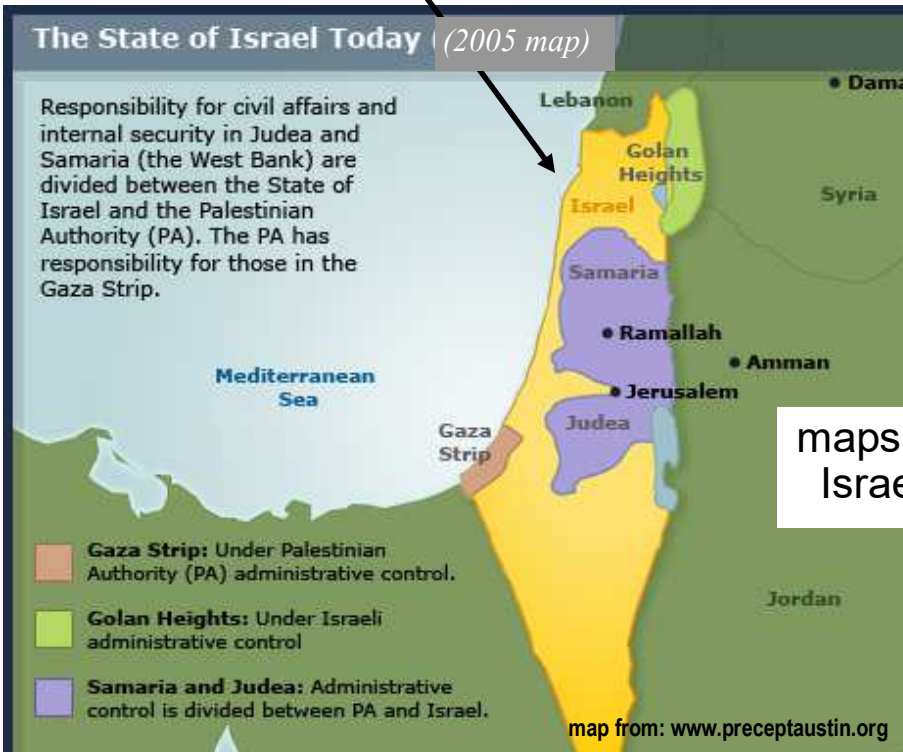 The State of Israel Today (
(2005 map)
Responsibility for civil affairs and
internal security in Judea and
Samaria (the West Bank) are
divided between the State of
Israel and the Palestinian
Authority (PA). The PA has
responsibility for those in the
Gaza Strip.
Lebanon
Golan
Heights
Syria
Israel
Samaria
Ramallah
Amman
Jerusalem
Mediterranean
Sea
Judea
Gaza
Strip
maps
Jordan
Gaza Strip: Under Palestinian
Authority (PA) administrative control.
Golan Heights: Under Israeli
administrative control
Samaria and Judea: Administrative
control is divided between PA and Israel.
map from: www.preceptaustin.org